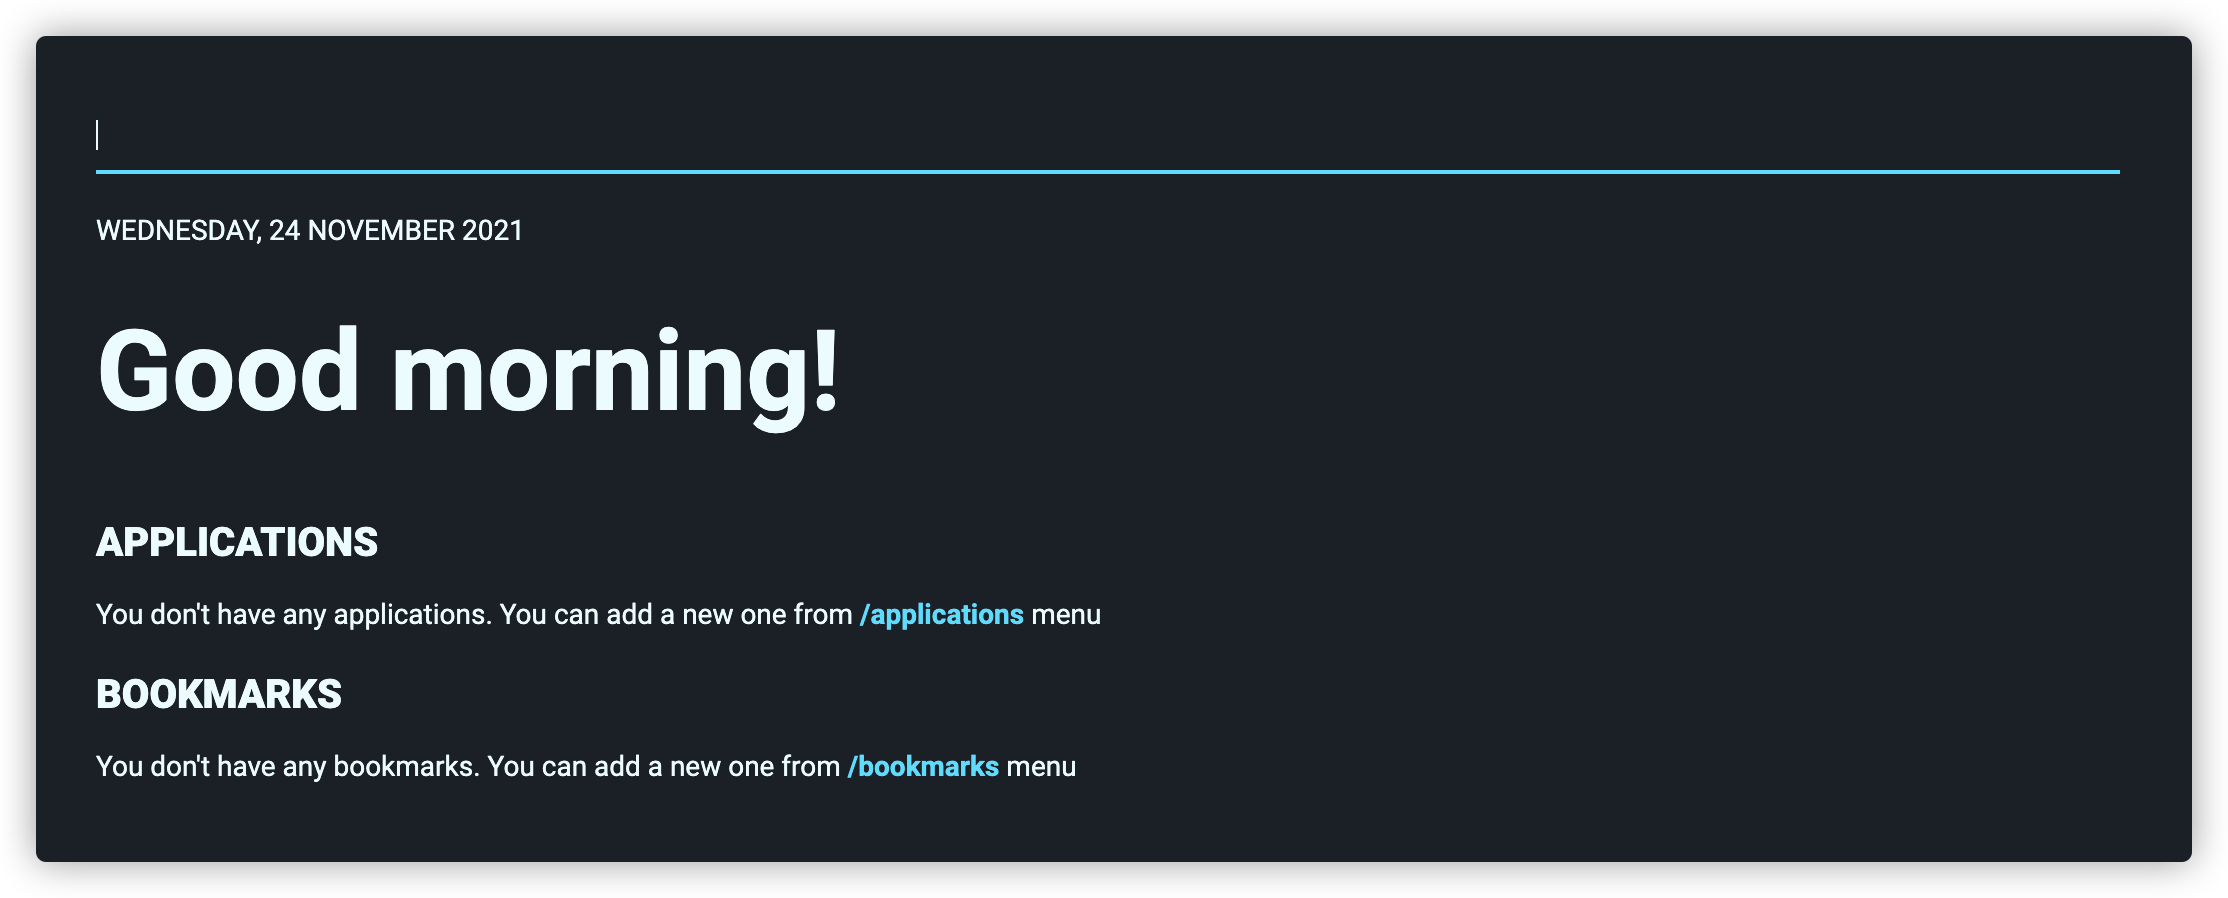 WEDNESDAY, 24 NOVEMBER 2021
Good morning!
APPLICATIONS
You don't have any applications. You can add a new one from /applications menu
BOOKMARKS
You don't have any bookmarks. You can add a new one from /bookmarks menu